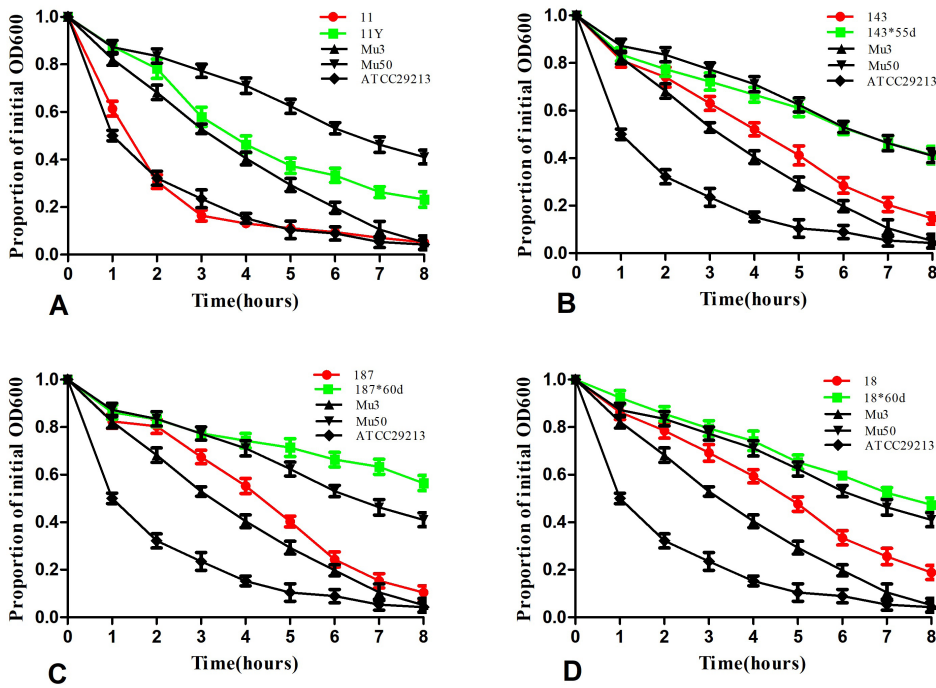 Proportion of initial OD600
1.0
0.8
0.6
0.4
0.2
0.0
0 1 2 3 4 5 6 7 8
Time(hours)
11
11Y
Mu3
Mu50
ATCC29213
A
Proportion of initial OD600
1.0
0.8
0.6
0.4
0.2
0.0
0 1 2 3 4 5 6 7 8
Time(hours)
143
143*55d
Mu3
Mu50
ATCC29213
B
Proportion of initial OD600
1.0
0.8
0.6
0.4
0.2
0.0
0 1 2 3 4 5 6 7 8
Time(hours)
187
187*60d
Mu3
Mu50
ATCC29213
C
Proportion of initial OD600
1.0
0.8
0.6
0.4
0.2
0.0
0 1 2 3 4 5 6 7 8
Time(hours)
18
18*60d
Mu3
Mu50
ATCC29213
D